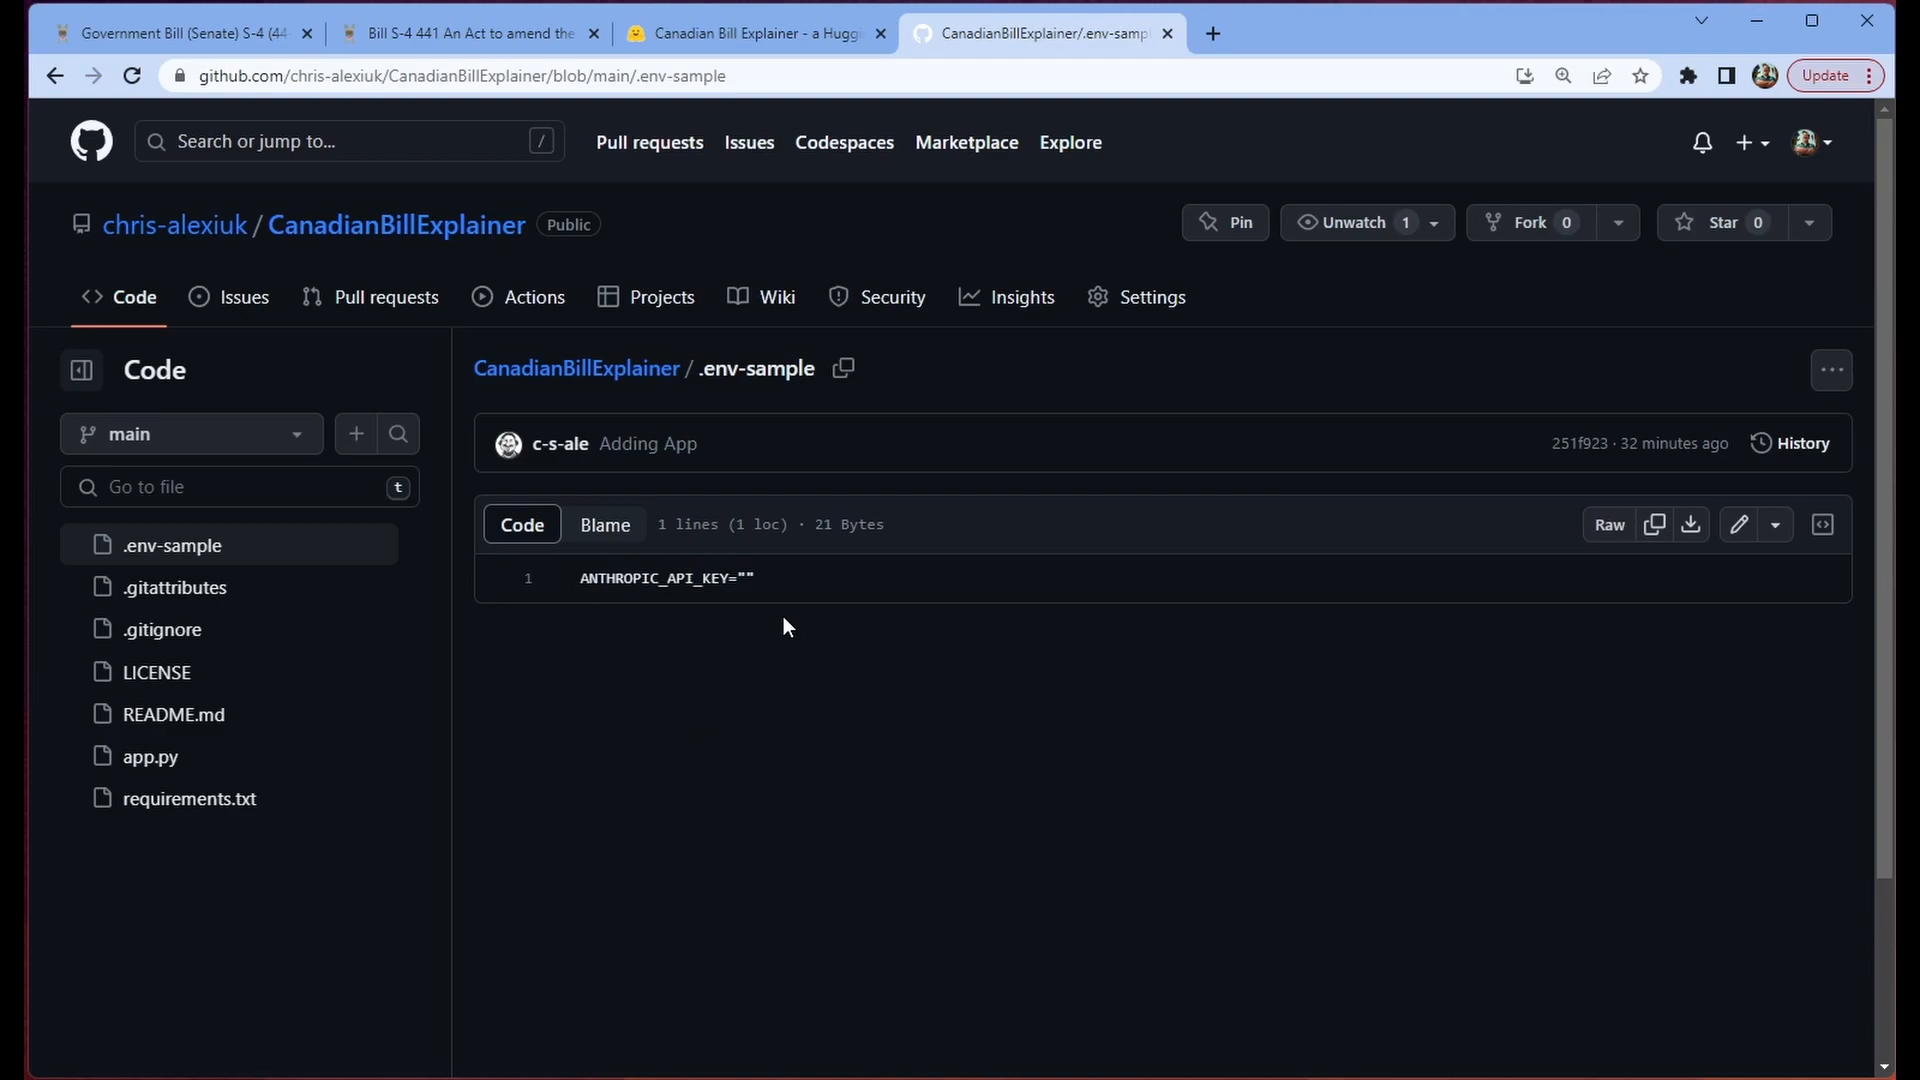 Government Bill (Senate) S-4 (44-
Bill S-4 441 An Act to amend the
Canadian Bill Explainer - a Huggi
CanadianBillExplainer/.env-samp
github.com/chris-alexiuk/CanadianBillExplainer/blob/main/.env-sample
Update
Search or jump to...
/
Pull requests
Issues
Codespaces
Marketplace
Explore
chris-alexiuk / CanadianBillExplainer
Public
Pin
Unwatch 1
Fork 0
Star 0
Code
Issues
Pull requests
Actions
Projects
Wiki
Security
Insights
Settings
Code
main
Go to file
t
.env-sample
.gitattributes
.gitignore
LICENSE
README.md
app.py
requirements.txt
CanadianBillExplainer / .env-sample
c-s-ale Adding App
251f923 · 32 minutes ago
History
Code
Blame
1 lines (1 loc) · 21 Bytes
Raw
1 ANTHROPIC_API_KEY=""